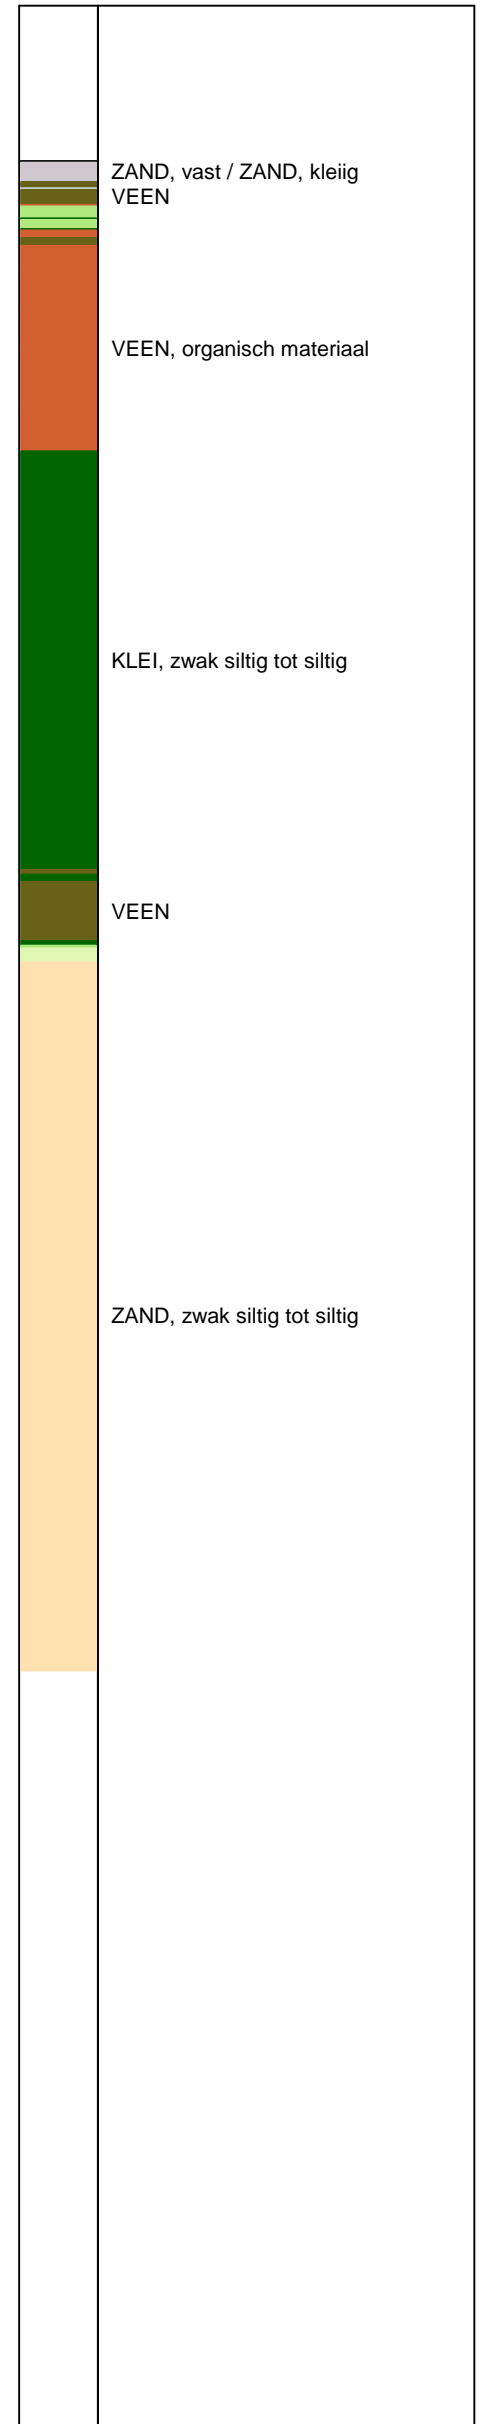 ZAND, vast / ZAND, kleiig
VEEN
VEEN, organisch materiaal
KLEI, zwak siltig tot siltig
VEEN
ZAND, zwak siltig tot siltig